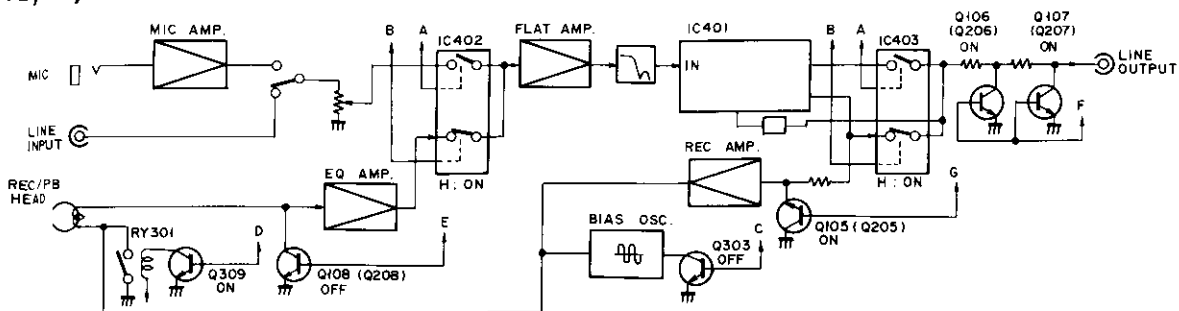 MIC AMP.
MIC
LINE
INPUT
B
A
IC402
FLAT AMP.
IC401
IN
B
A
IC403
Q106
(Q206)
ON
Q107
(Q207)
ON
LINE
OUTPUT
F
H: ON
H: ON
REC/PB
HEAD
EQ AMP.
REC AMP.
G
RY301
D
Q309
ON
E
Q108 (Q208)
OFF
BIAS OSC.
C
Q303
OFF
Q105 (Q205)
ON